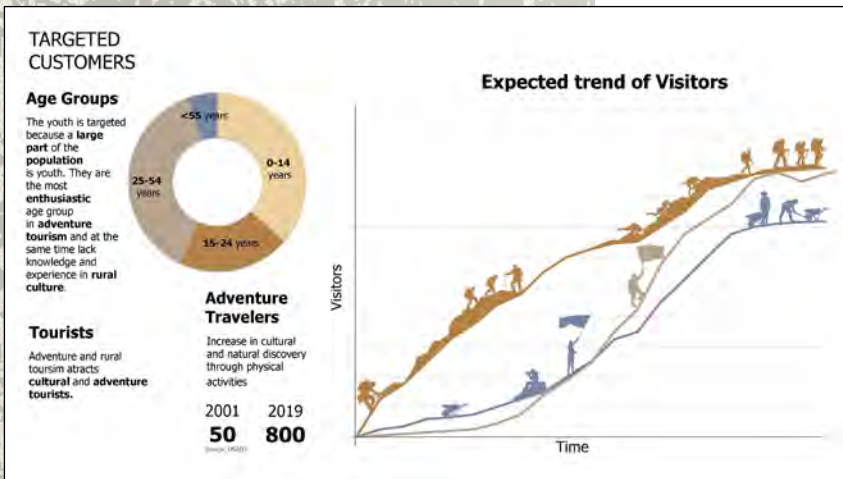 TARGETED
CUSTOMERS
Age Groups
The youth is targeted
because a large
part of the
population
is youth. They are
the most
enthusiastic
age group
in adventure
tourism and at the
same time lack
knowledge and
experience in rural
culture.
<55 years
0-14
years
25-54
years
15-24 years
Tourists
Adventure and rural
toursim atracts
cultural and adventure
tourists.
Adventure
Travelers
Increase in cultural
and natural discovery
through physical
activities
2001 2019
50 800
Expected trend of Visitors
Visitors
Time